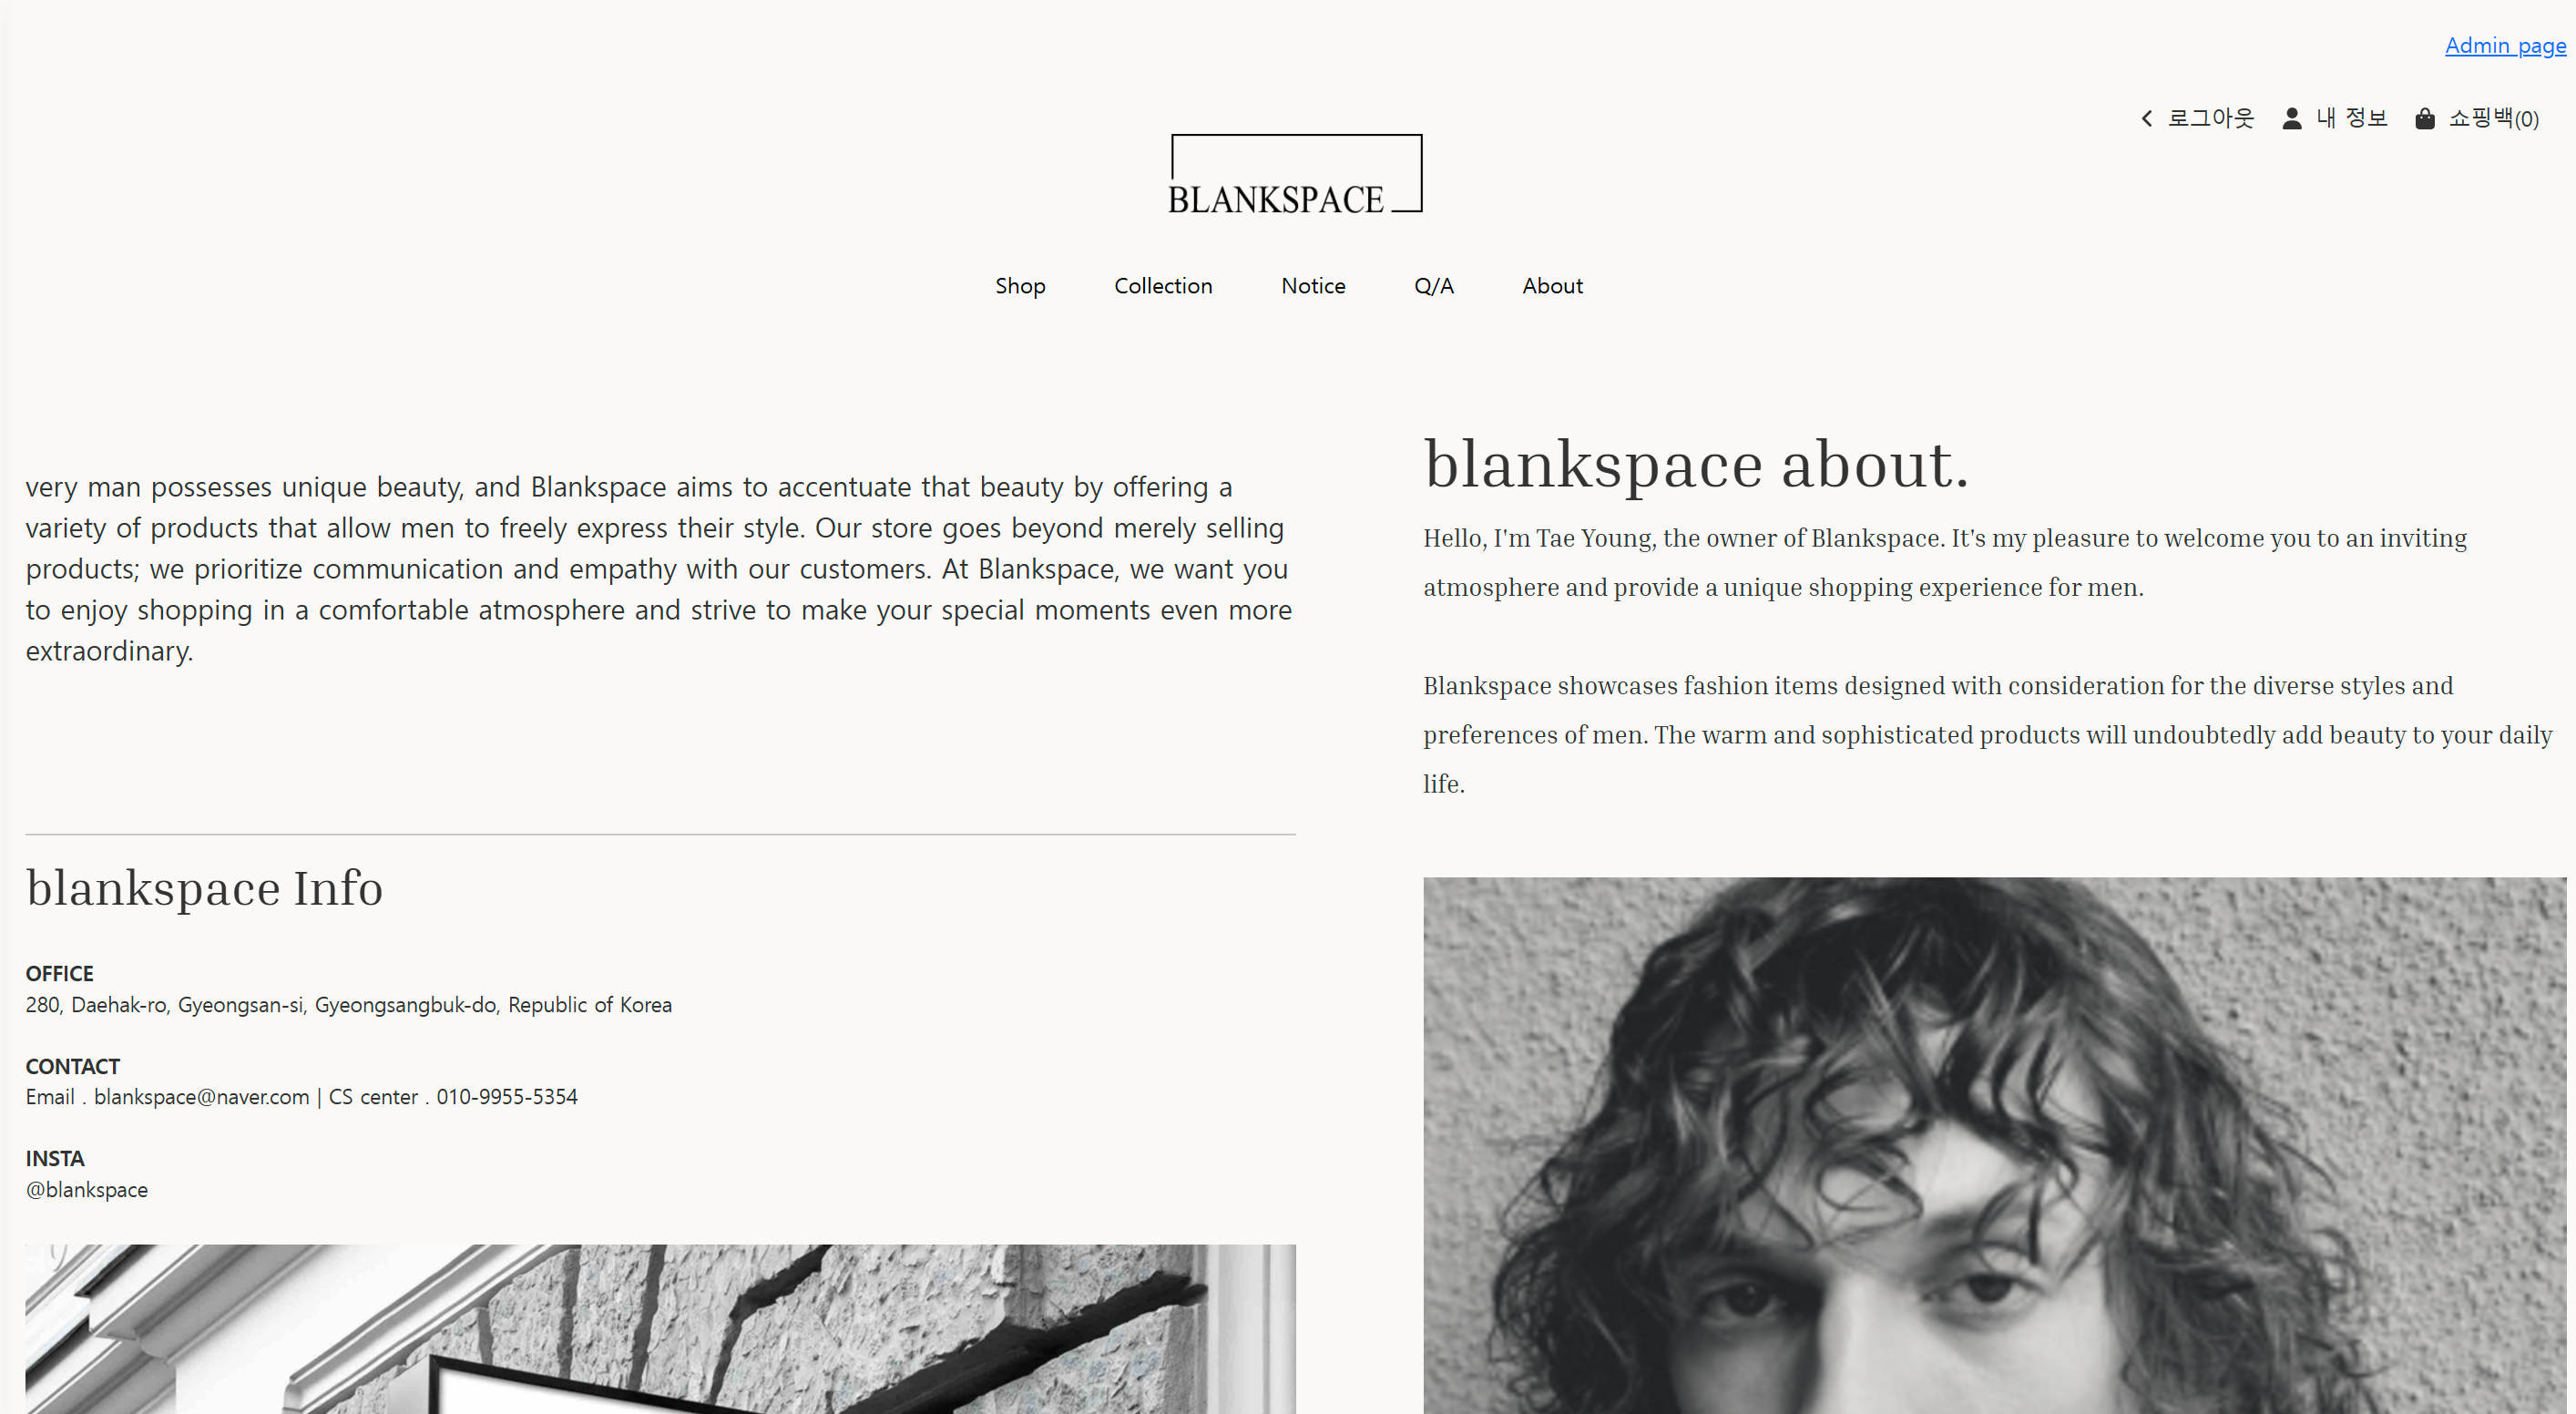 Admin page
로그아웃 내 정보 쇼핑백(0)
BLANKSPACE
Shop Collection Notice Q/A About
very man possesses unique beauty, and Blankspace aims to accentuate that beauty by offering a
variety of products that allow men to freely express their style. Our store goes beyond merely selling
products; we prioritize communication and empathy with our customers. At Blankspace, we want you
to enjoy shopping in a comfortable atmosphere and strive to make your special moments even more
extraordinary.
blankspace Info
OFFICE
280, Daehak-ro, Gyeongsan-si, Gyeongsangbuk-do, Republic of Korea
CONTACT
Email . blankspace@naver.com | CS center . 010-9955-5354
INSTA
@blankspace
blankspace about.
Hello, I'm Tae Young, the owner of Blankspace. It's my pleasure to welcome you to an inviting
atmosphere and provide a unique shopping experience for men.
Blankspace showcases fashion items designed with consideration for the diverse styles and
preferences of men. The warm and sophisticated products will undoubtedly add beauty to your daily
life.